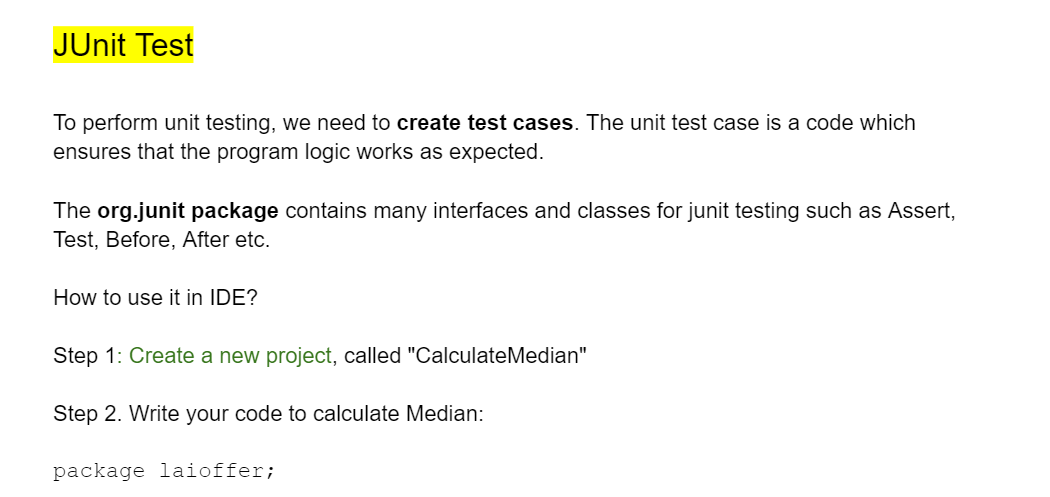 JUnit Test
To perform unit testing, we need to create test cases. The unit test case is a code which
ensures that the program logic works as expected.
The org.junit package contains many interfaces and classes for junit testing such as Assert,
Test, Before, After etc.
How to use it in IDE?
Step 1: Create a new project, called "CalculateMedian"
Step 2. Write your code to calculate Median:
package laioffer;